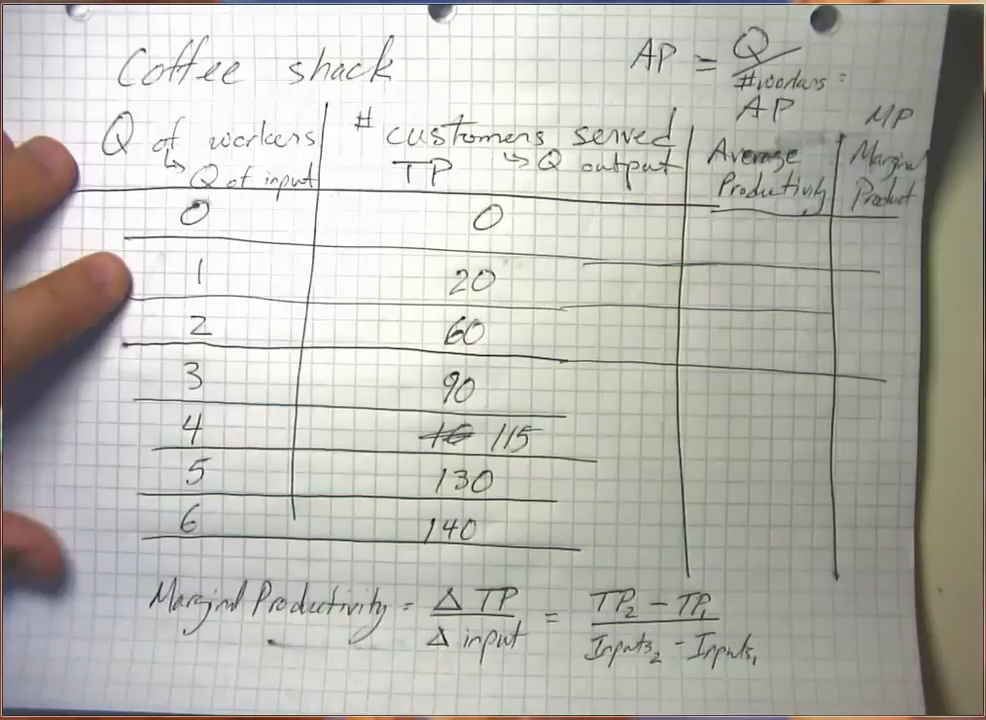 Coffee shack
AP = Q / # workers =
Q of workers
↳ Q of input
# customers served
TP ↳ Q output
AP
Average
Productivity
MP
Marginal
Product
0 0
1 20
2 60
3 90
4 115
5 130
6 140
Marginal Productivity = Δ TP / Δ input = TP₂ - TP₁ / Inputs₂ - Inputs₁